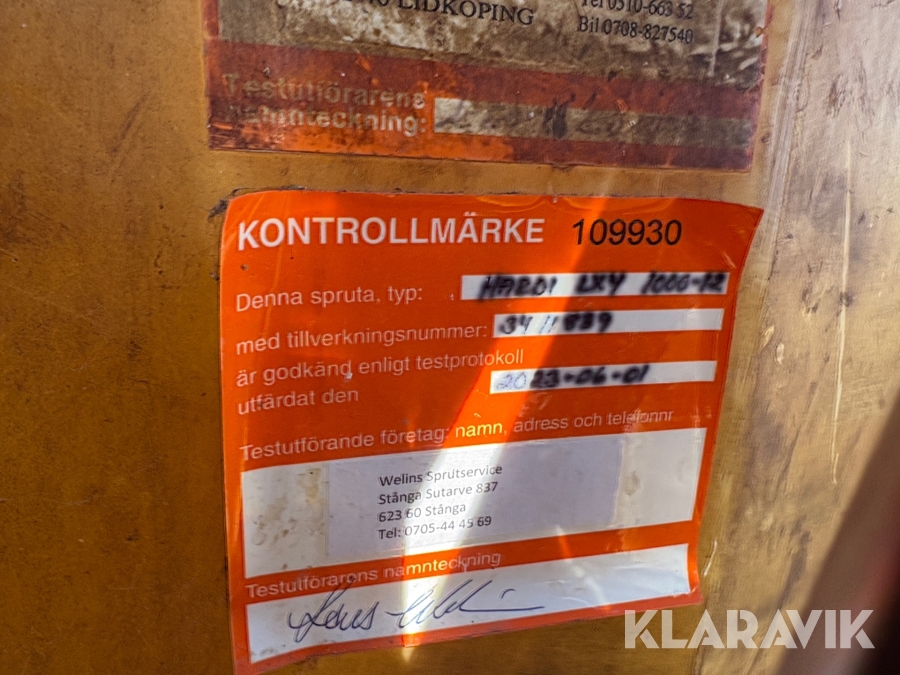 LIDKÖPING
Tel 0510-663 52
Bil 0708-827540
Testutförarens
namnteckning:
KONTROLLMÄRKE 109930
Denna spruta, typ: HARDI LXY 1000-12
med tillverkningsnummer: 3411839
är godkänd enligt testprotokoll
utfärdat den 2023-06-01
Testutförande företag: namn, adress och telefonnr
Welins Sprutservice
Stånga Sutarve 837
623 60 Stånga
Tel: 0705-44 45 69
Testutförarens namnteckning
KLARAVIK